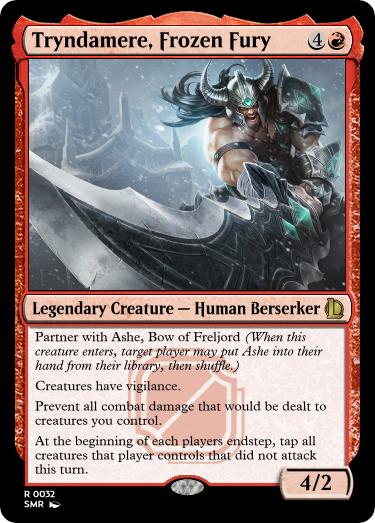 Tryndamere, Frozen Fury 4
Legendary Creature — Human Berserker
Partner with Ashe, Bow of Freljord (When this
creature enters, target player may put Ashe into their
hand from their library, then shuffle.)
Creatures have vigilance.
Prevent all combat damage that would be dealt to
creatures you control.
At the beginning of each players endstep, tap all
creatures that player controls that did not attack
this turn.
4/2
R 0032
SMR